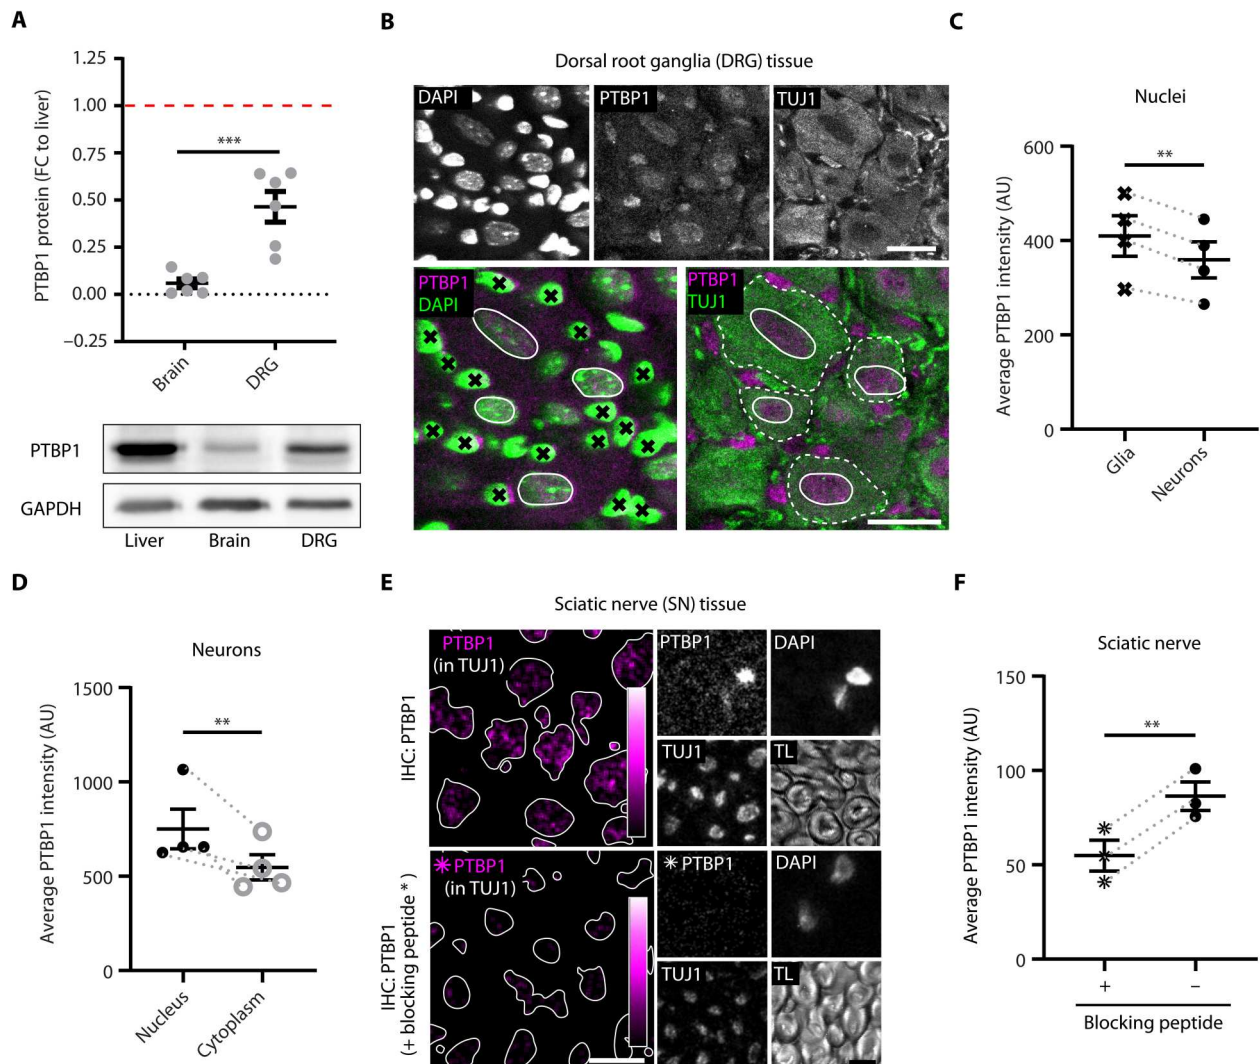 A
PTBP1 protein (FC to liver)
1.25
1.00
0.75
0.50
0.25
0.00
−0.25
***
Brain
DRG
PTBP1
GAPDH
Liver Brain DRG
B
Dorsal root ganglia (DRG) tissue
DAPI
PTBP1
TUJ1
PTBP1
DAPI
PTBP1
TUJ1
C
Nuclei
Average PTBP1 intensity (AU)
600
400
200
0
**
Glia
Neurons
D
Neurons
Average PTBP1 intensity (AU)
1500
1000
500
0
**
Nucleus
Cytoplasm
E
Sciatic nerve (SN) tissue
IHC: PTBP1
PTBP1
(in TUJ1)
PTBP1
DAPI
TUJ1
TL
IHC: PTBP1
(+ blocking peptide *)
* PTBP1
(in TUJ1)
* PTBP1
DAPI
TUJ1
TL
F
Sciatic nerve
Average PTBP1 intensity (AU)
150
100
50
0
**
+ −
Blocking peptide